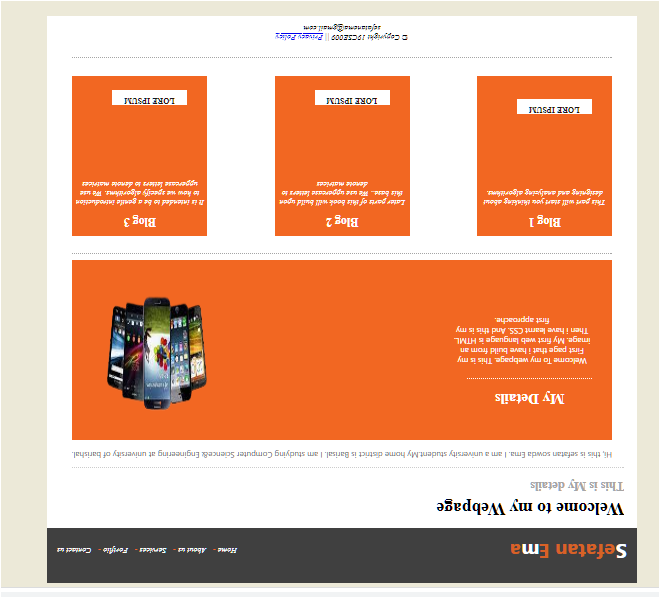 Sefatan Ema
Home - About us - Services - Portfilo - Contact us
Welcome to my Webpage
This is My details
Hi, this is sefatan sowda Ema. I am a university student.My home district is Barisal. I am studying Computer Science& Engineering at university of barishal.
My Details
Welcome To my webpage. This is my
First page that i have build from an
image. My first web language is HTML.
Then i have learnt CSS. And this is my
first approache.
Blog 1
This part will start you thinking about
designing and analysing algorithms.
LORE IPSUM
Blog 2
Later parts of this book will build upon
this base.. We use uppercase letters to
denote matrices
LORE IPSUM
Blog 3
It is intended to be a gentle introduction
to how we specify algorithms. We use
uppercase letters to denote matrices
LORE IPSUM
© Copyright 19CSE009 || Privacy Policy
sefatanema@gmail.com